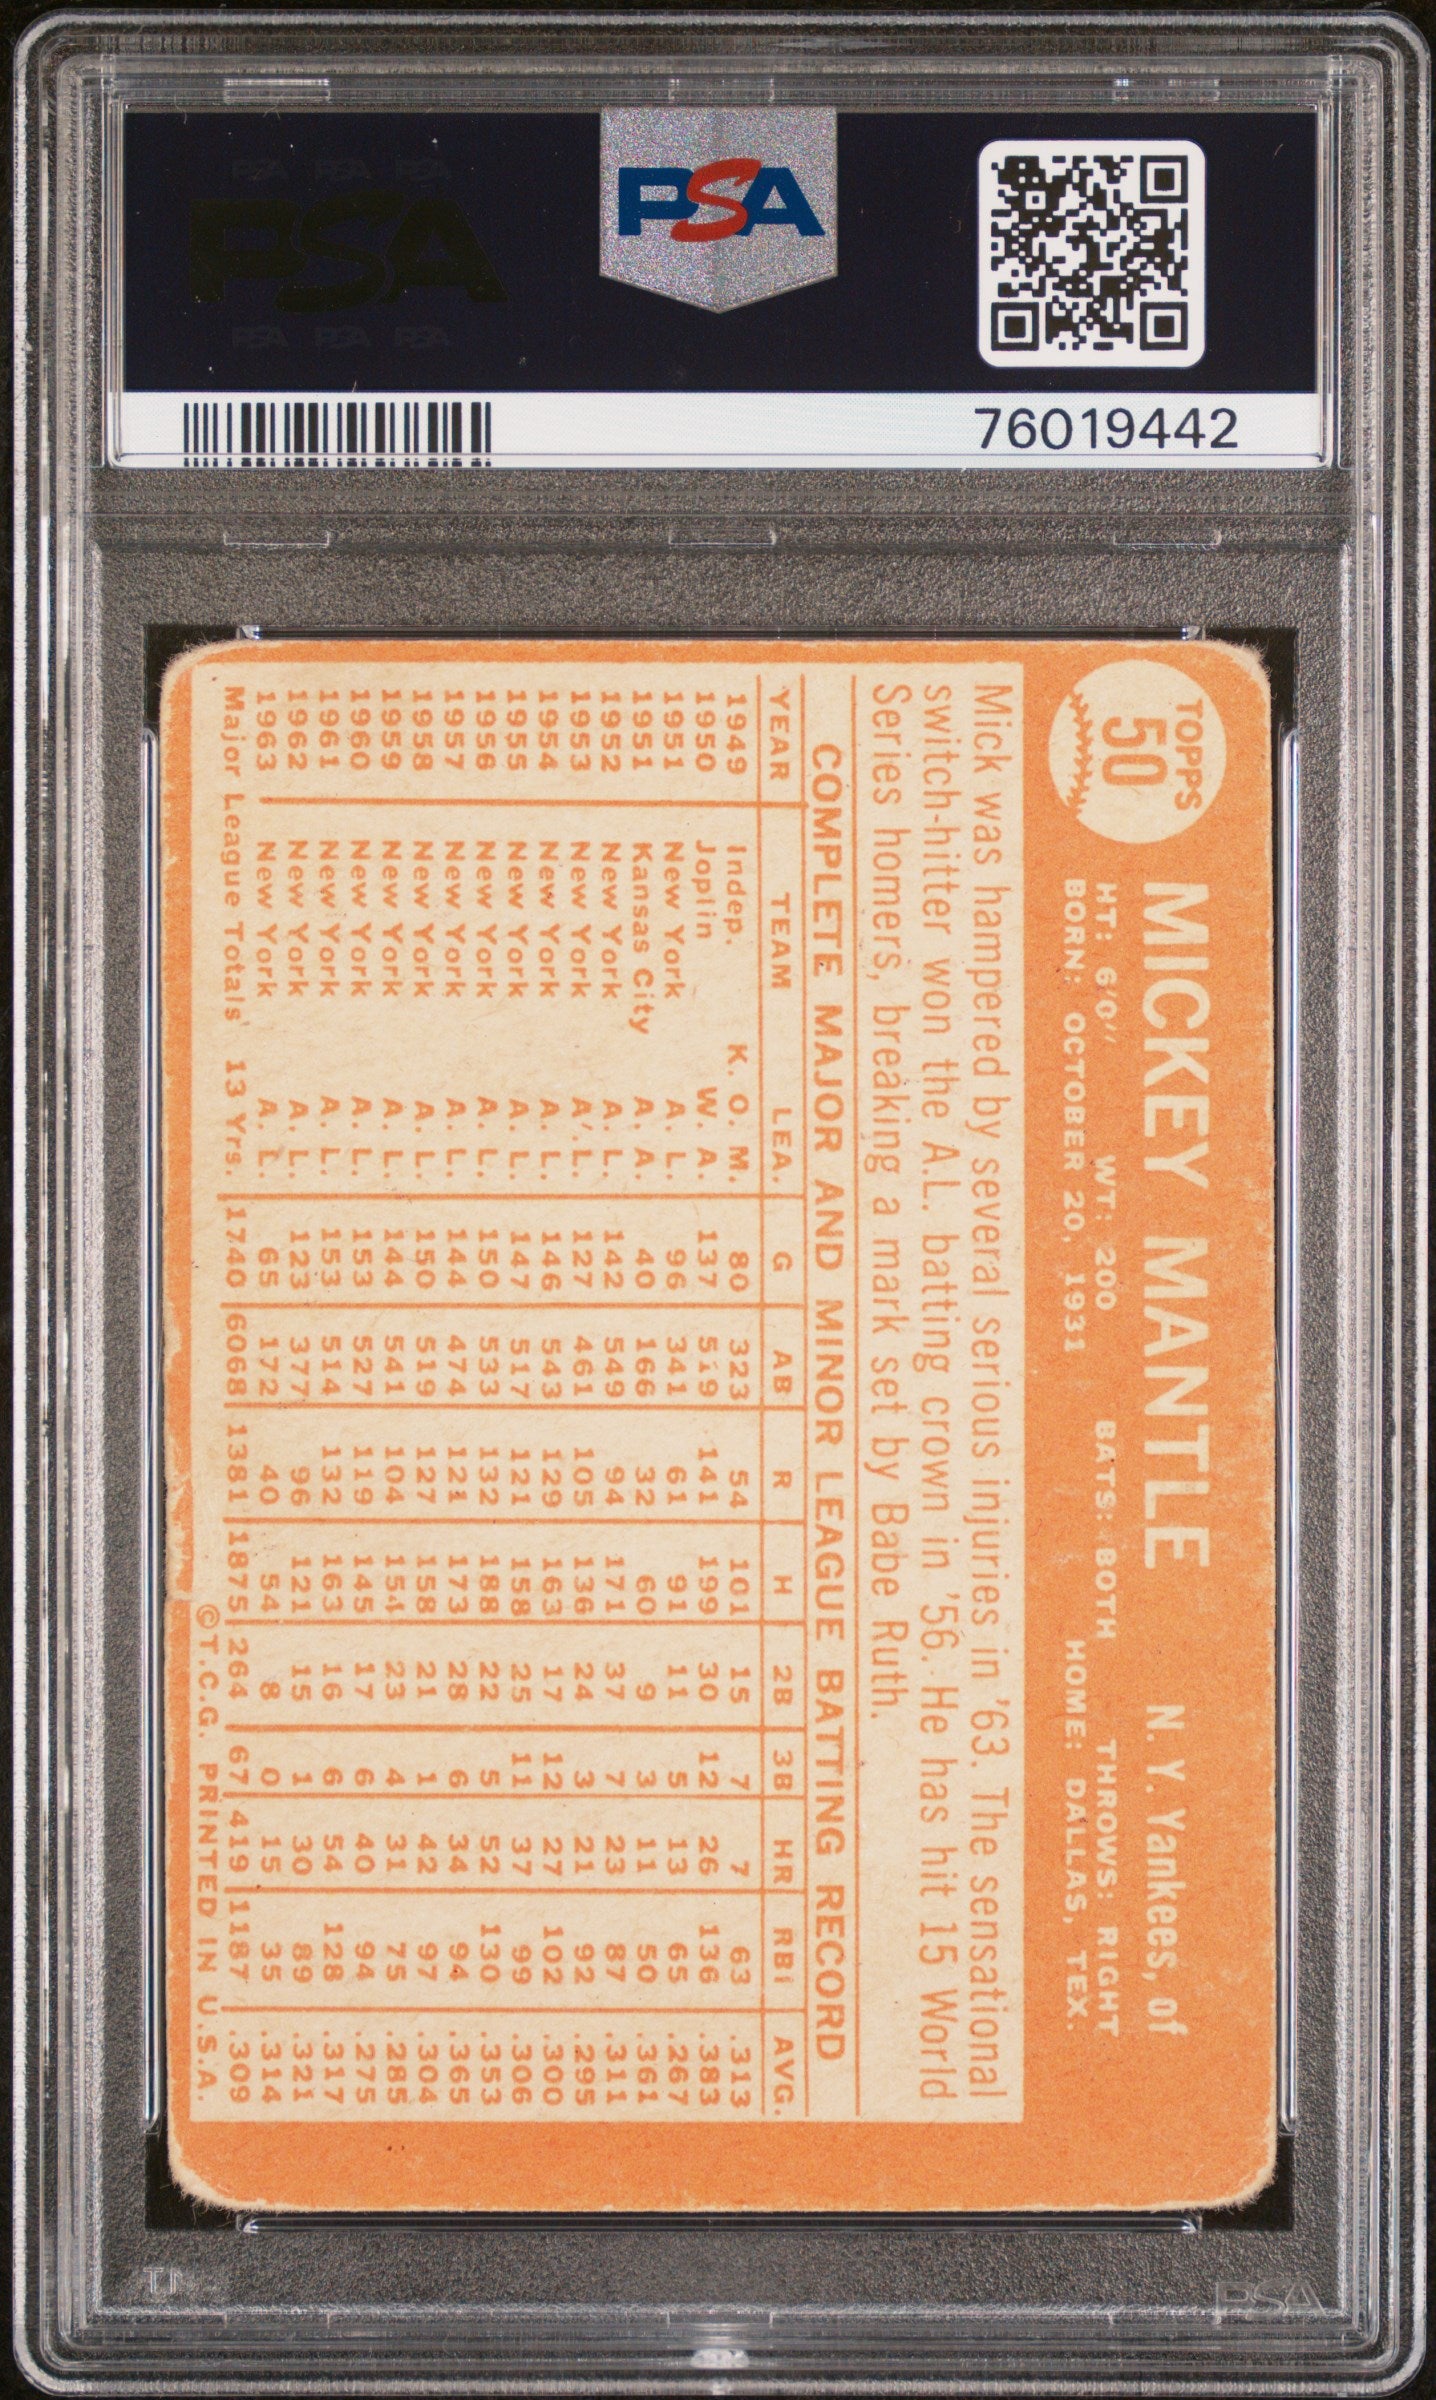 PSA PSA PSA
PSA
PSA PSA PSA
PSA
76019442
TOPPS
50
MICKEY MANTLE N. Y. Yankees, of
HT: 6'0" WT: 200 BATS: BOTH THROWS: RIGHT
BORN: OCTOBER 20, 1931 HOME: DALLAS, TEX.
Mick was hampered by several serious injuries in '63. The sensational
switch-hitter won the A.L. batting crown in '56. He has hit 15 World
Series homers, breaking a mark set by Babe Ruth.
COMPLETE MAJOR AND MINOR LEAGUE BATTING RECORD
YEAR TEAM LEA. G AB R H 2B 3B HR RBI AVG.
1949 Indep. K. O. M. 80 323 54 101 15 7 7 63 .313
1950 Joplin W. A. 137 519 141 199 30 12 26 136 .383
1951 New York A. L. 96 341 61 91 11 5 13 65 .267
1951 Kansas City A. A. 40 166 32 60 9 3 11 50 .361
1952 New York A. L. 142 549 94 171 37 7 23 87 .311
1953 New York A. L. 127 461 105 136 24 3 21 92 .295
1954 New York A. L. 146 543 129 163 17 12 27 102 .300
1955 New York A. L. 147 517 121 158 25 11 37 99 .306
1956 New York A. L. 150 533 132 188 22 5 52 130 .353
1957 New York A. L. 144 474 121 173 28 6 34 94 .365
1958 New York A. L. 150 519 127 158 21 1 42 97 .304
1959 New York A. L. 144 541 104 154 23 4 31 75 .285
1960 New York A. L. 153 527 119 145 17 6 40 94 .275
1961 New York A. L. 153 514 132 163 16 6 54 128 .317
1962 New York A. L. 123 377 96 121 15 1 30 89 .321
1963 New York A. L. 65 172 40 54 8 0 15 35 .314
Major League Totals 13 Yrs. 1740 6068 1381 1875 264 67 419 1187 .309
©T.C.G. PRINTED IN U.S.A.
PSA